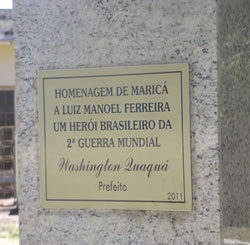 HOMENAGEM DE MARICÁ
A LUIZ MANOEL FERREIRA
UM HERÓI BRASILEIRO DA
2ª GUERRA MUNDIAL
Washington Quaquá
Prefeito
2011